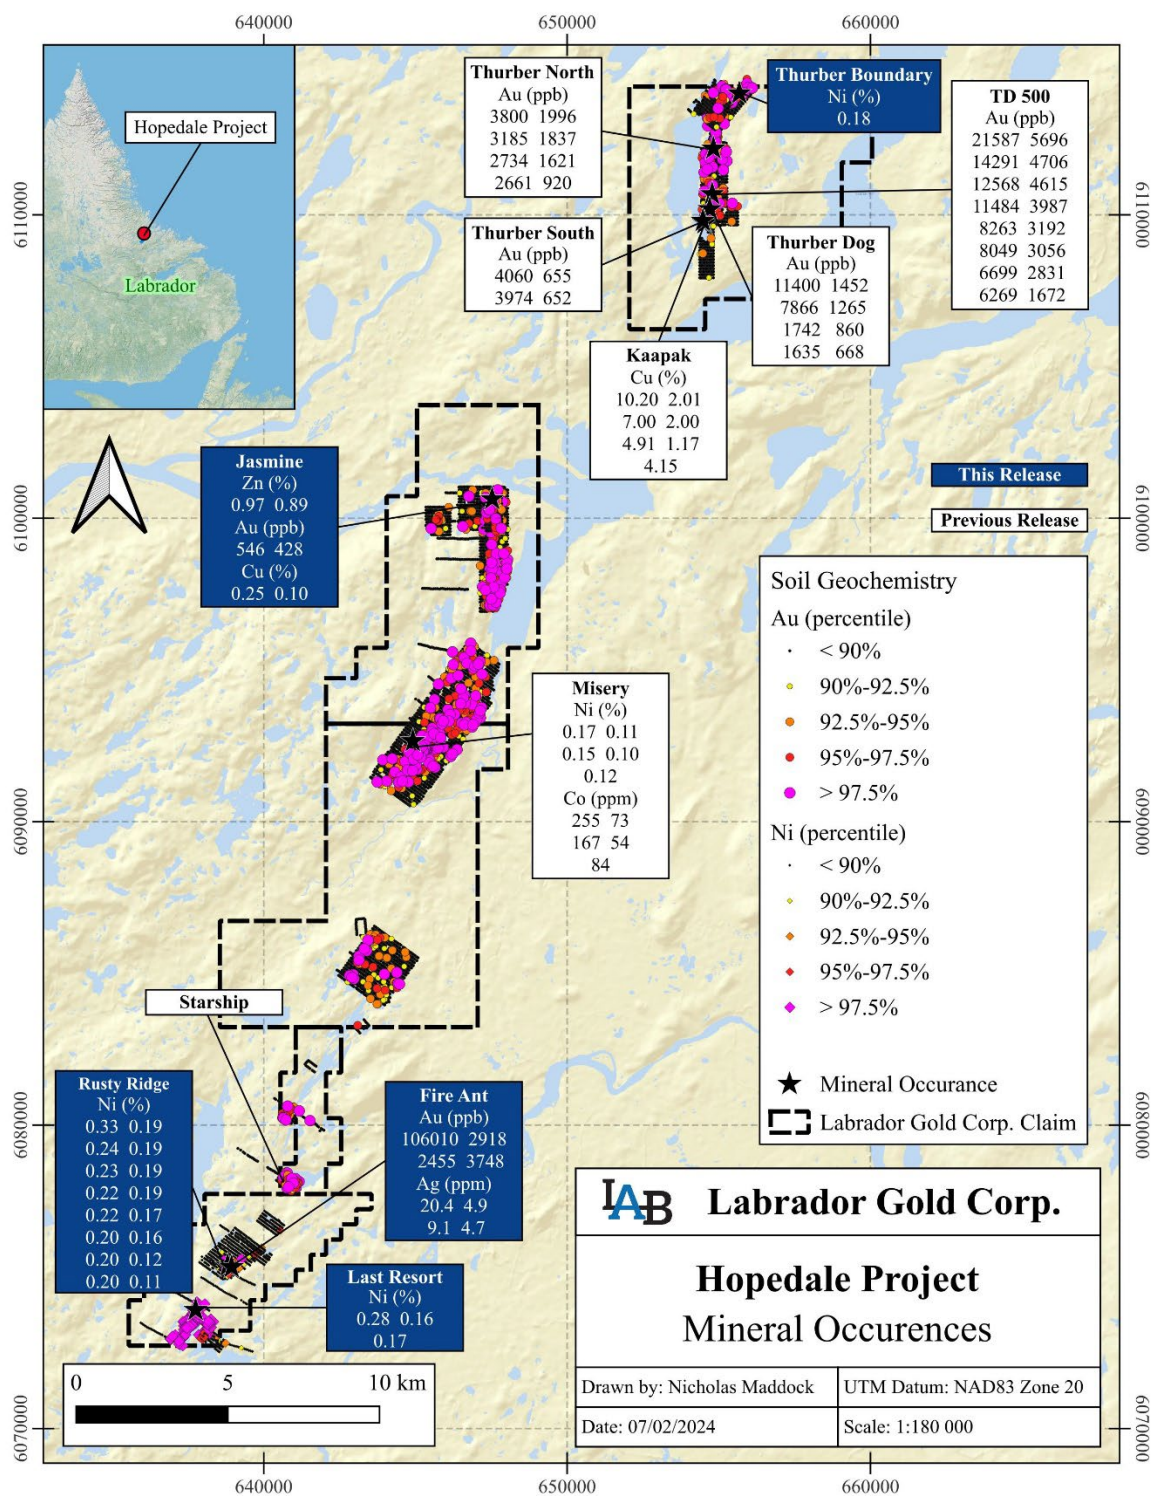 640000 650000 660000
Hopedale Project
Labrador
Thurber North
Au (ppb)
3800 1996
3185 1837
2734 1621
2661 920
Thurber Boundary
Ni (%)
0.18
TD 500
Au (ppb)
21587 5696
14291 4706
12568 4615
11484 3987
8263 3192
8049 3056
6699 2831
6269 1672
6110000 6110000
Thurber South
Au (ppb)
4060 655
3974 652
Thurber Dog
Au (ppb)
11400 1452
7866 1265
1742 860
1635 668
Kaapak
Cu (%)
10.20 2.01
7.00 2.00
4.91 1.17
4.15
Jasmine
Zn (%)
0.97 0.89
Au (ppb)
546 428
Cu (%)
0.25 0.10
This Release
Previous Release
6100000 6100000
Soil Geochemistry
Au (percentile)
< 90%
90%-92.5%
92.5%-95%
95%-97.5%
> 97.5%
Ni (percentile)
< 90%
90%-92.5%
92.5%-95%
95%-97.5%
> 97.5%
Mineral Occurance
Labrador Gold Corp. Claim
Misery
Ni (%)
0.17 0.11
0.15 0.10
0.12
Co (ppm)
255 73
167 54
84
6090000 6090000
Starship
Rusty Ridge
Ni (%)
0.33 0.19
0.24 0.19
0.23 0.19
0.22 0.19
0.22 0.17
0.20 0.16
0.20 0.12
0.20 0.11
Fire Ant
Au (ppb)
106010 2918
2455 3748
Ag (ppm)
20.4 4.9
9.1 4.7
6080000 6080000
Last Resort
Ni (%)
0.28 0.16
0.17
LAB Labrador Gold Corp.
Hopedale Project
Mineral Occurences
Drawn by: Nicholas Maddock UTM Datum: NAD83 Zone 20
Date: 07/02/2024 Scale: 1:180 000
0 5 10 km
6070000 6070000
640000 650000 660000